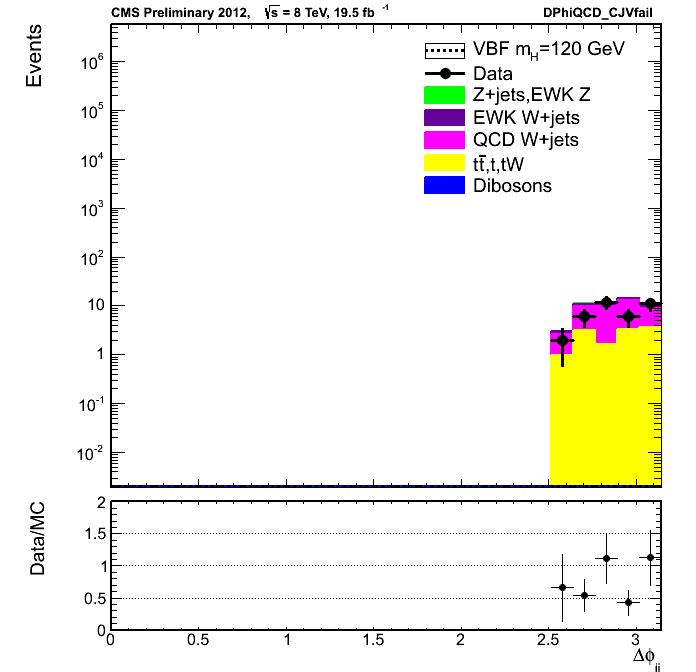 CMS Preliminary 2012, √s = 8 TeV, 19.5 fb⁻¹ DPhiQCD_CJVfail
Events
VBF m_H=120 GeV
Data
Z+jets,EWK Z
EWK W+jets
QCD W+jets
tt̄,t,tW
Dibosons
10⁶
10⁵
10⁴
10³
10²
10
1
10⁻¹
10⁻²
Data/MC
2
1.5
1
0.5
0
0 0.5 1 1.5 2 2.5 3
Δϕ_jj